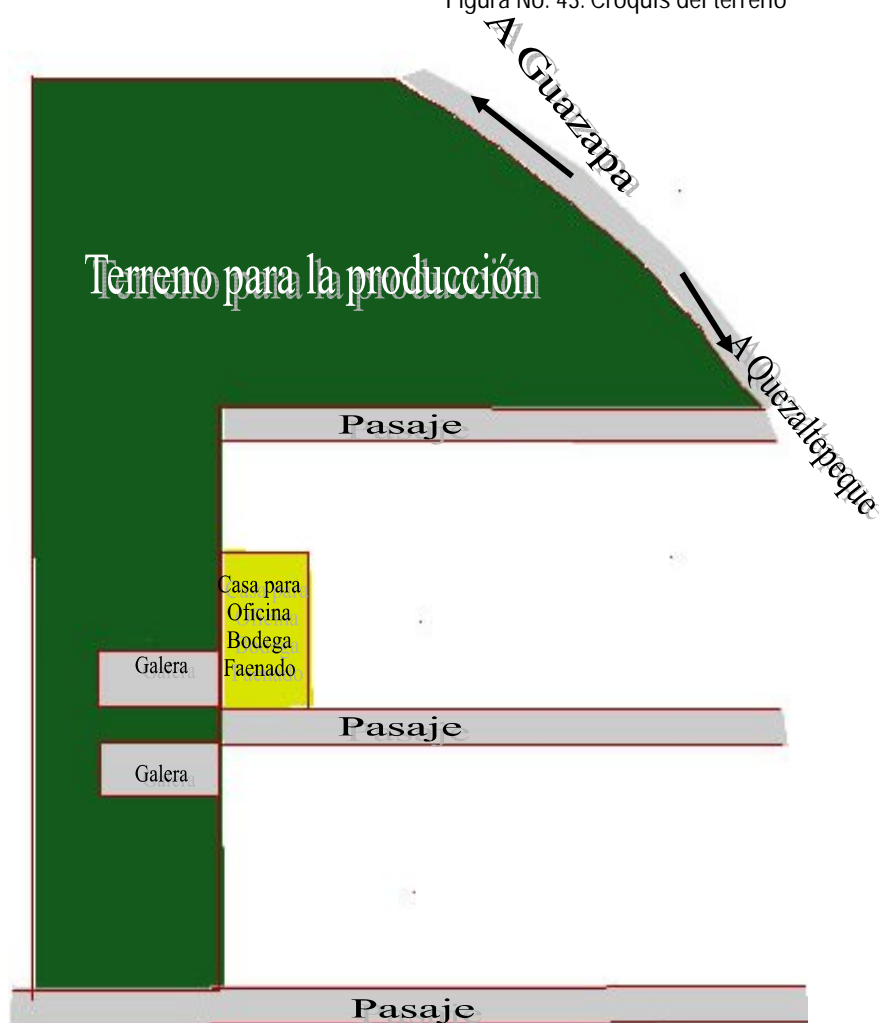 Figura No. 43. Croquis del terreno
A Guazapa
Terreno para la producción
A Quezaltepeque
Pasaje
Casa para
Oficina
Bodega
Faenado
Galera
Pasaje
Galera
Pasaje